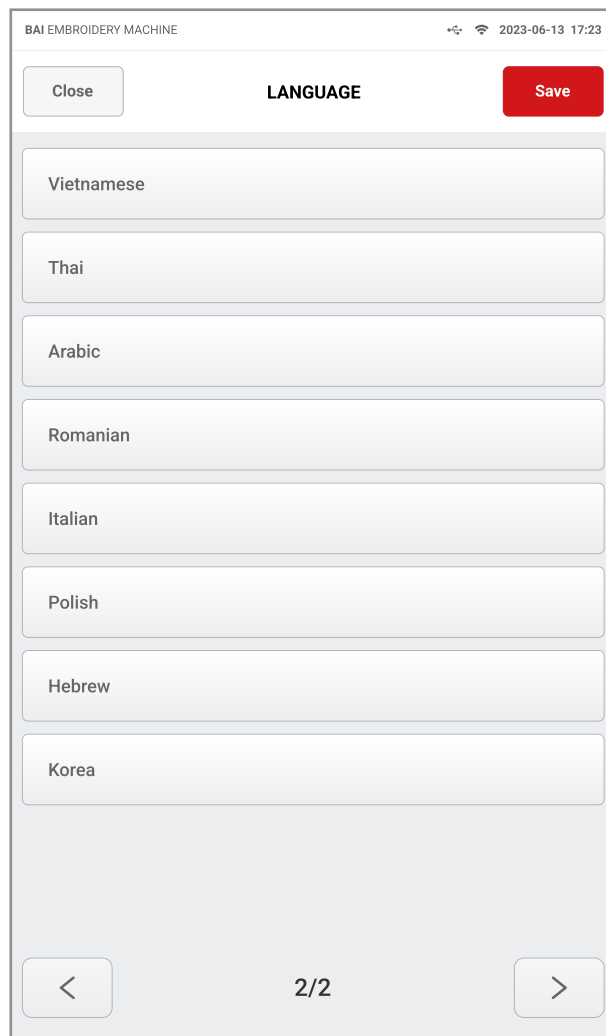 BAI EMBROIDERY MACHINE 2023-06-13 17:23
Close LANGUAGE Save
Vietnamese
Thai
Arabic
Romanian
Italian
Polish
Hebrew
Korea
< 2/2 >